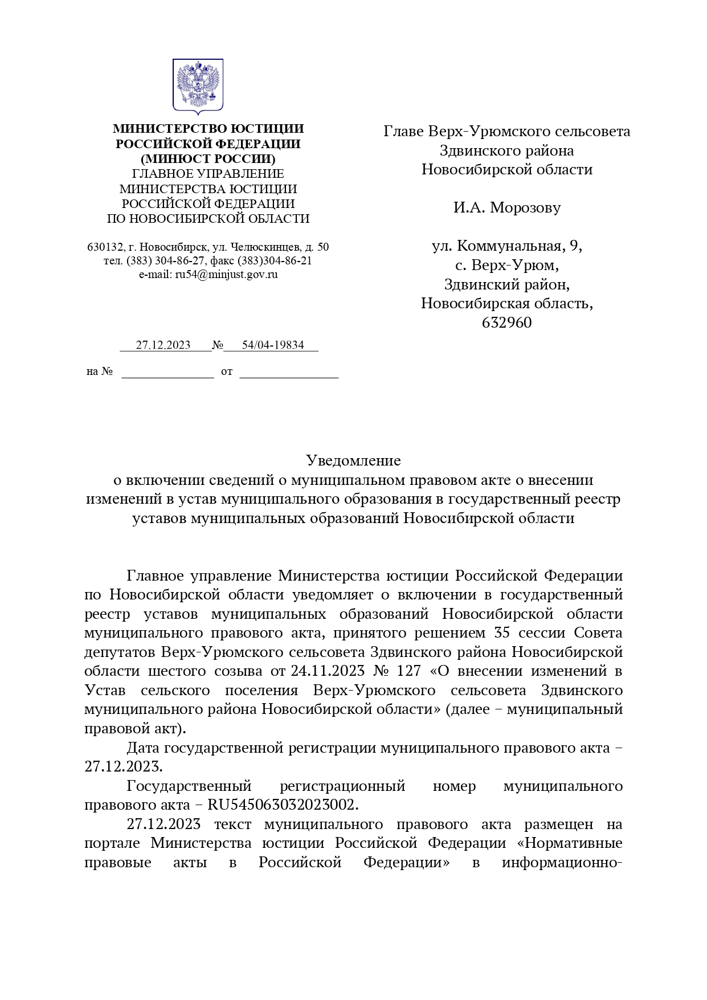 МИНИСТЕРСТВО ЮСТИЦИИ
РОССИЙСКОЙ ФЕДЕРАЦИИ
(МИНЮСТ РОССИИ)
ГЛАВНОЕ УПРАВЛЕНИЕ
МИНИСТЕРСТВА ЮСТИЦИИ
РОССИЙСКОЙ ФЕДЕРАЦИИ
ПО НОВОСИБИРСКОЙ ОБЛАСТИ
630132, г. Новосибирск, ул. Челюскинцев, д. 50
тел. (383) 304-86-27, факс (383)304-86-21
e-mail: ru54@minjust.gov.ru
27.12.2023 № 54/04-19834
на № от
Главе Верх-Урюмского сельсовета
Здвинского района
Новосибирской области
И.А. Морозову
ул. Коммунальная, 9,
с. Верх-Урюм,
Здвинский район,
Новосибирская область,
632960
Уведомление
о включении сведений о муниципальном правовом акте о внесении
изменений в устав муниципального образования в государственный реестр
уставов муниципальных образований Новосибирской области
Главное управление Министерства юстиции Российской Федерации
по Новосибирской области уведомляет о включении в государственный
реестр уставов муниципальных образований Новосибирской области
муниципального правового акта, принятого решением 35 сессии Совета
депутатов Верх-Урюмского сельсовета Здвинского района Новосибирской
области шестого созыва от 24.11.2023 № 127 «О внесении изменений в
Устав сельского поселения Верх-Урюмского сельсовета Здвинского
муниципального района Новосибирской области» (далее – муниципальный
правовой акт).
Дата государственной регистрации муниципального правового акта –
27.12.2023.
Государственный регистрационный номер муниципального
правового акта – RU545063032023002.
27.12.2023 текст муниципального правового акта размещен на
портале Министерства юстиции Российской Федерации «Нормативные
правовые акты в Российской Федерации» в информационно-